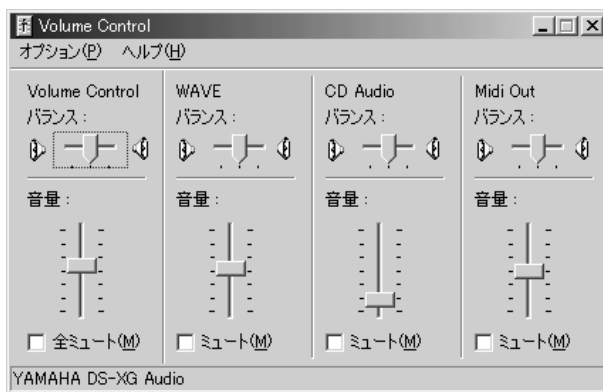 Volume Control
オプション(P) ヘルプ(H)
Volume Control
バランス:
音量:
全ミュート(M)
WAVE
バランス:
音量:
ミュート(M)
CD Audio
バランス:
音量:
ミュート(M)
Midi Out
バランス:
音量:
ミュート(M)
YAMAHA DS-XG Audio